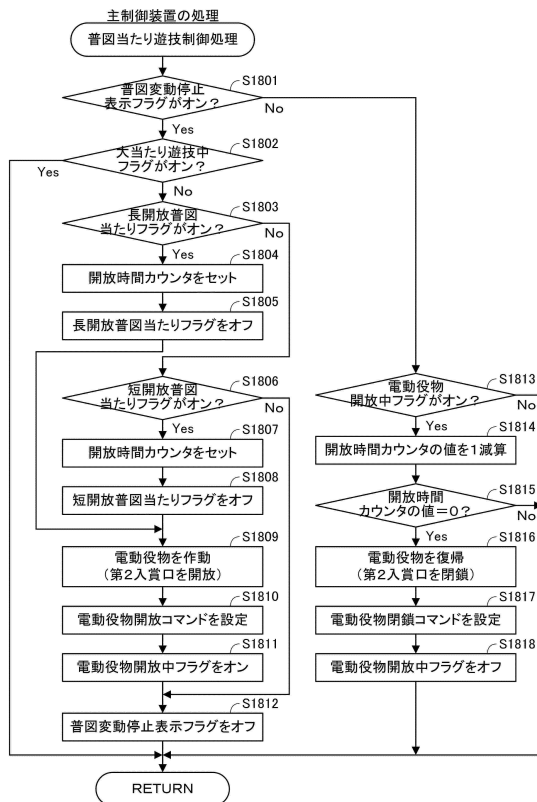 主制御装置の処理
普図当たり遊技制御処理
S1801
普図変動停止
表示フラグがオン？
No
Yes
S1802
大当たり遊技中
フラグがオン？
Yes
No
S1803
長開放普図
当たりフラグがオン？
No
Yes
S1804
開放時間カウンタをセット
S1805
長開放普図当たりフラグをオフ
S1806
短開放普図
当たりフラグがオン？
No
Yes
S1807
開放時間カウンタをセット
S1808
短開放普図当たりフラグをオフ
S1809
電動役物を作動
（第２入賞口を開放）
S1810
電動役物開放コマンドを設定
S1811
電動役物開放中フラグをオン
S1812
普図変動停止表示フラグをオフ
RETURN
S1813
電動役物
開放中フラグがオン？
No
Yes
S1814
開放時間カウンタの値を１減算
S1815
開放時間
カウンタの値＝０？
No
Yes
S1816
電動役物を復帰
（第２入賞口を閉鎖）
S1817
電動役物閉鎖コマンドを設定
S1818
電動役物開放中フラグをオフ